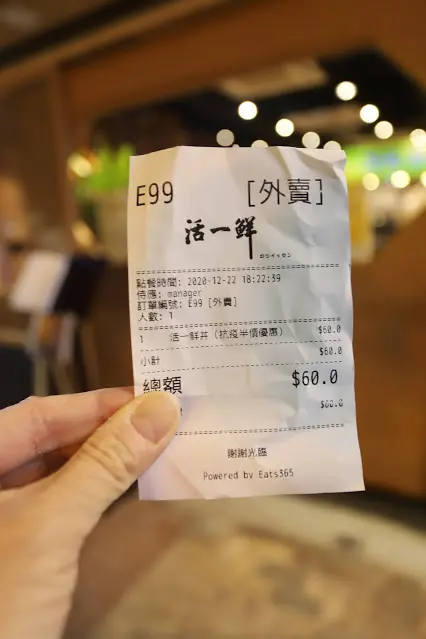 E99 [外賣]
活一鮮
點餐時間: 2020-12-22 18:22:39
侍應: manager
訂單編號: E99 [外賣]
人數: 1
1 活一鮮丼（抗疫半價優惠） $60.0
小計 $60.0
總額 $60.0
$60.0
謝謝光臨
Powered by Eats365